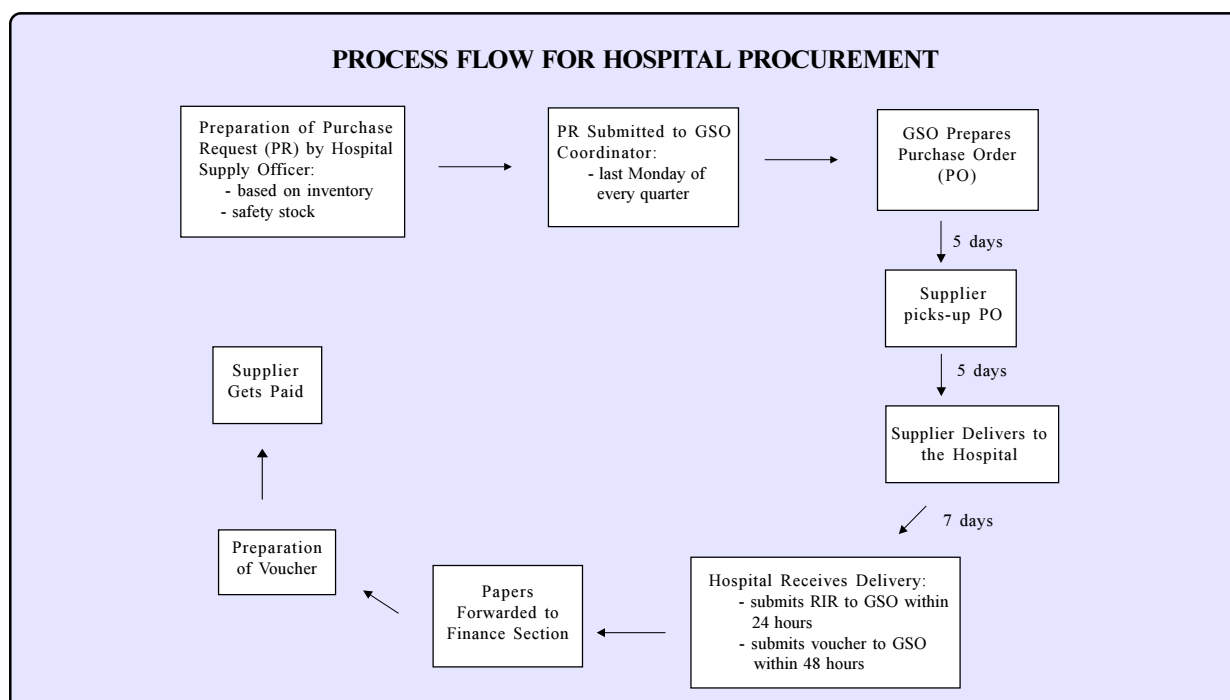 PROCESS FLOW FOR HOSPITAL PROCUREMENT
Preparation of Purchase
Request (PR) by Hospital
Supply Officer:
- based on inventory
- safety stock
PR Submitted to GSO
Coordinator:
- last Monday of
every quarter
GSO Prepares
Purchase Order
(PO)
5 days
Supplier
picks-up PO
5 days
Supplier Delivers to
the Hospital
7 days
Hospital Receives Delivery:
- submits RIR to GSO within
24 hours
- submits voucher to GSO
within 48 hours
Papers
Forwarded to
Finance Section
Preparation
of Voucher
Supplier
Gets Paid